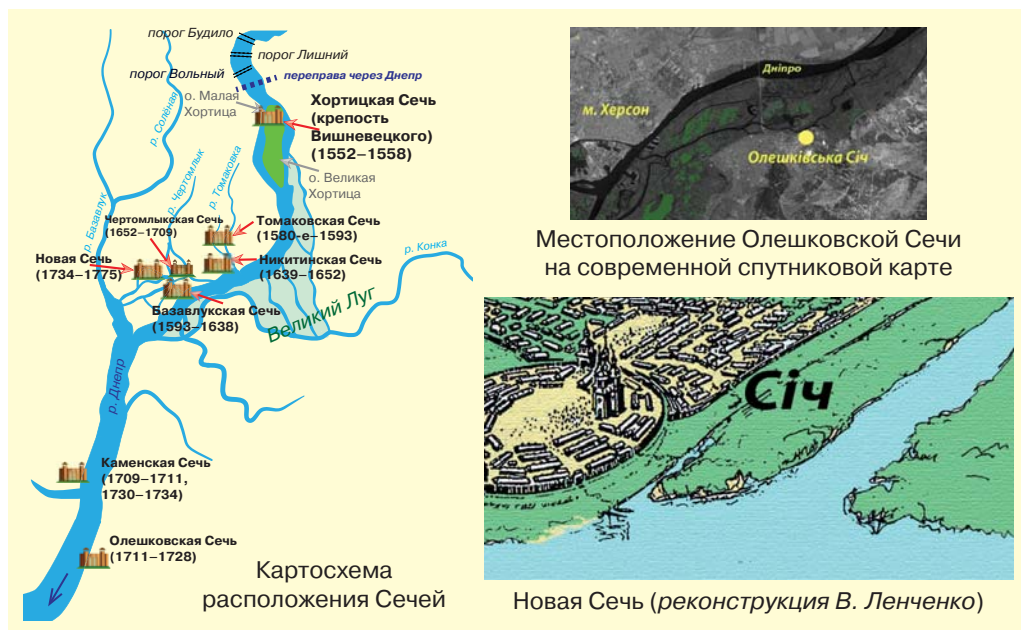 порог Будило
порог Лишний
порог Вольный
переправа через Днепр
о. Малая
Хортица
Хортицкая Сечь
(крепость
Вишневецкого)
(1552–1558)
о. Великая
Хортица
р. Солёная
р. Чертомлык
р. Томаковка
р. Базавлук
Чертомлыкская Сечь
(1652–1709)
Томаковская Сечь
(1580-е–1593)
р. Конка
Новая Сечь
(1734–1775)
Никитинская Сечь
(1639–1652)
Базавлукская Сечь
(1593–1638)
Великий Луг
р. Днепр
Каменская Сечь
(1709–1711,
1730–1734)
Олешковская Сечь
(1711–1728)
Картосхема
расположения Сечей
Дніпро
м. Херсон
Олешківська Січ
Местоположение Олешковской Сечи
на современной спутниковой карте
Січ
Новая Сечь (реконструкция В. Ленченко)